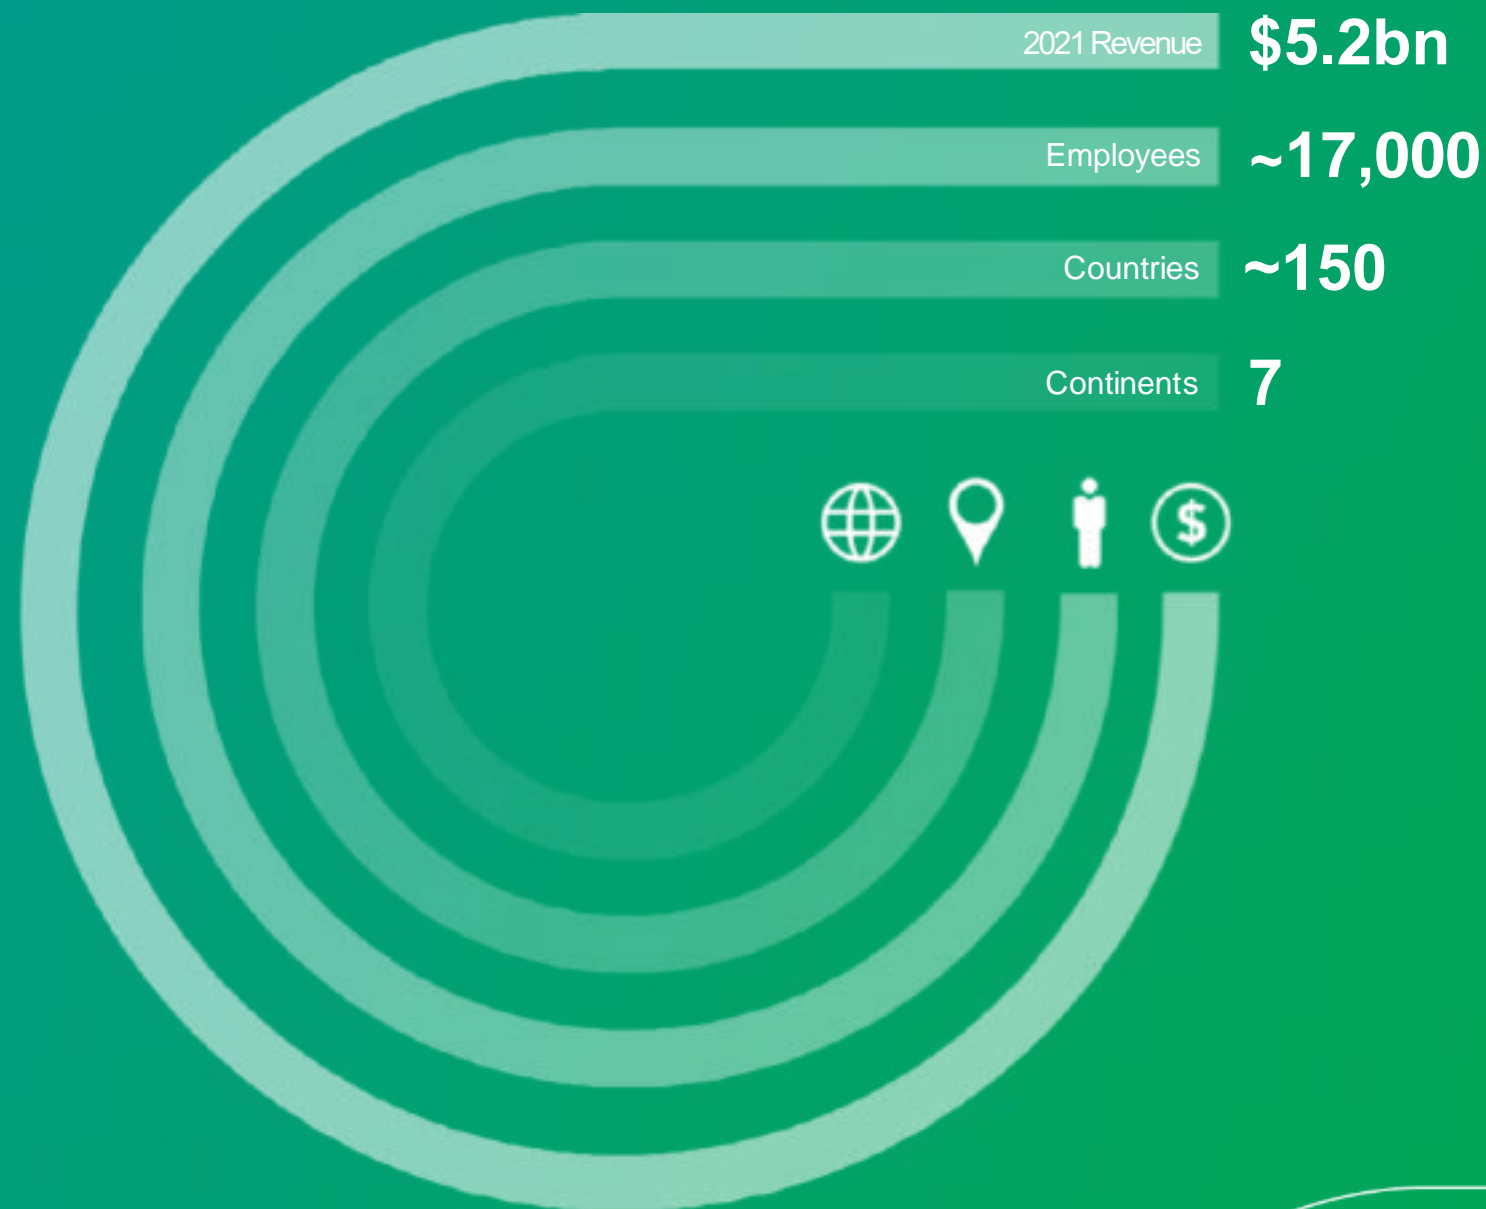 2021 Revenue $5.2bn
Employees ~17,000
Countries ~150
Continents 7
$